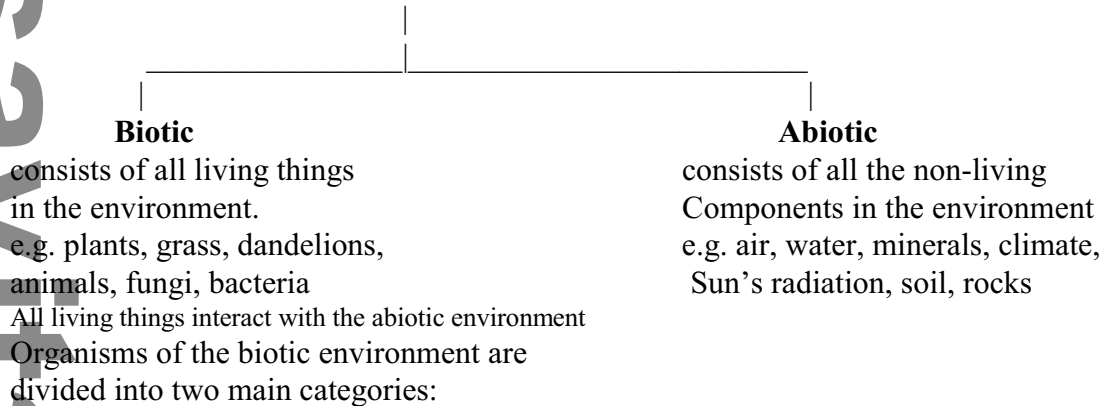 Biotic
consists of all living things
in the environment.
e.g. plants, grass, dandelions,
animals, fungi, bacteria
All living things interact with the abiotic environment
Organisms of the biotic environment are
divided into two main categories:
Abiotic
consists of all the non-living
Components in the environment
e.g. air, water, minerals, climate,
Sun's radiation, soil, rocks